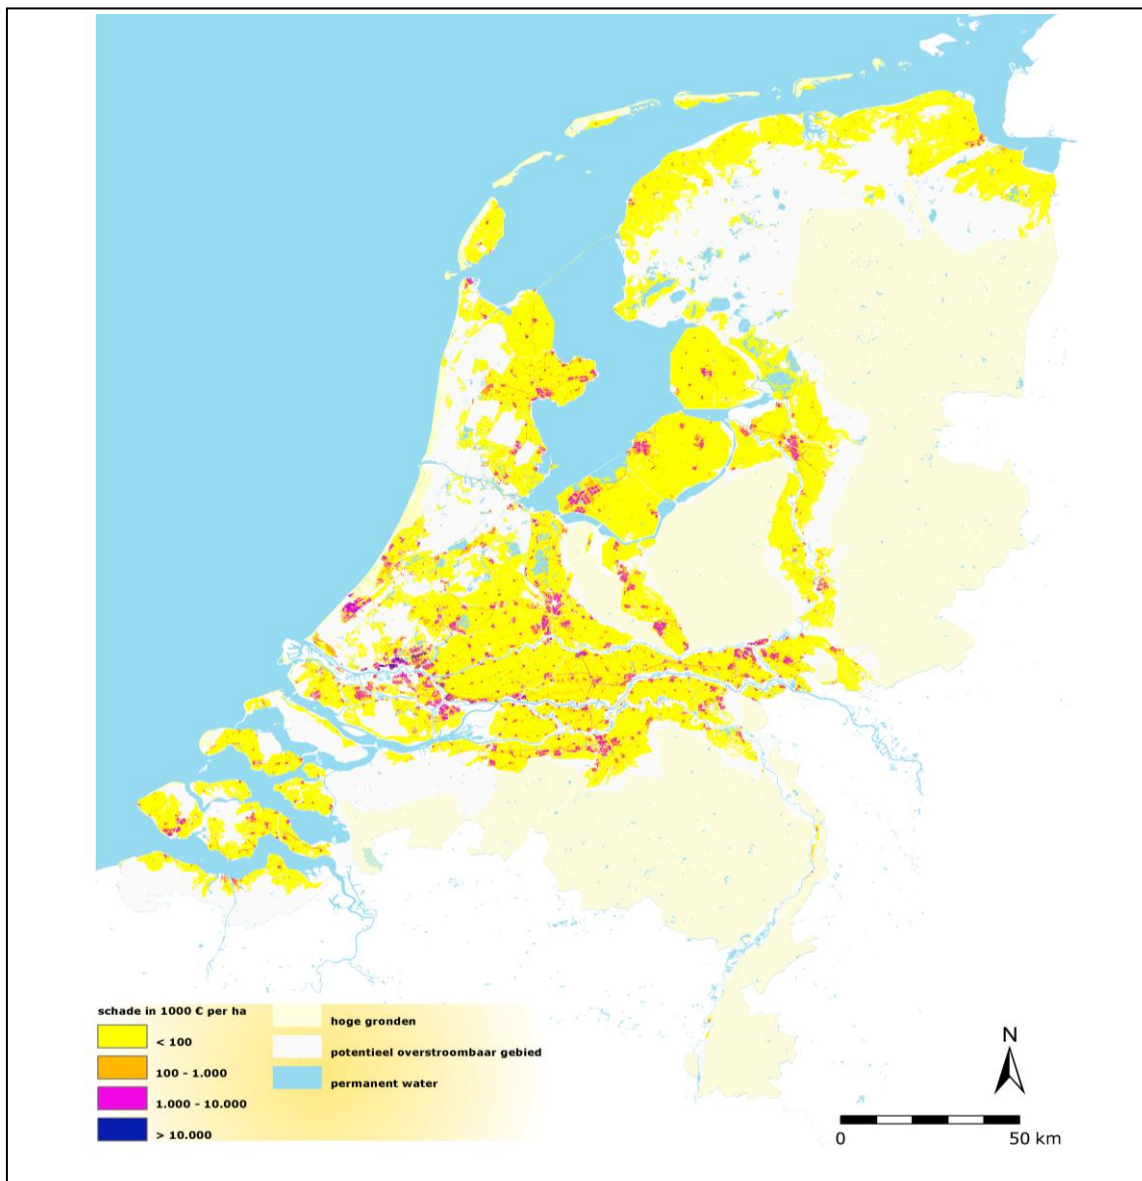 schade in 1000 € per ha
< 100
100 - 1.000
1.000 - 10.000
> 10.000
hoge gronden
potentieel overstroombaar gebied
permanent water
N
0 50 km